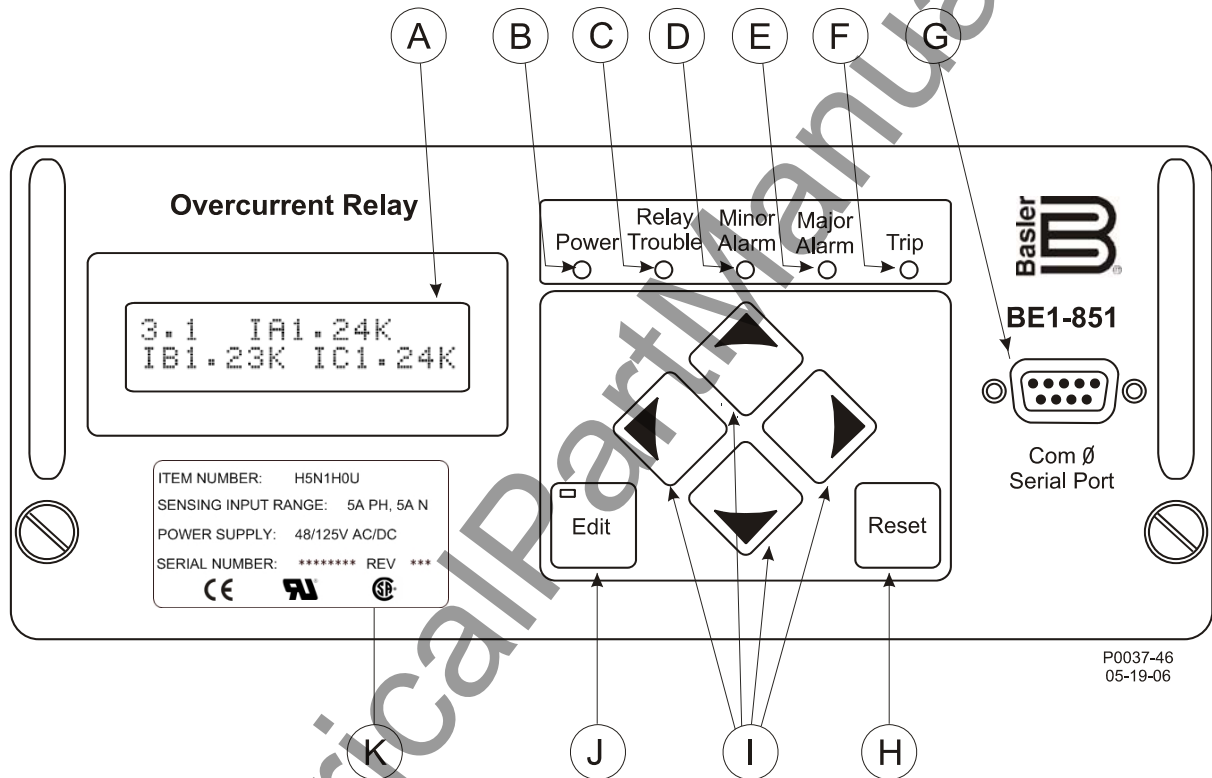 A B C D E F G
Overcurrent Relay
Power
Relay Trouble
Minor Alarm
Major Alarm
Trip
Basler
BE1-851
3.1 IA1.24K
IB1.23K IC1.24K
Com Ø
Serial Port
ITEM NUMBER: H5N1H0U
SENSING INPUT RANGE: 5A PH, 5A N
POWER SUPPLY: 48/125V AC/DC
SERIAL NUMBER: ******** REV ***
CE
Edit
Reset
P0037-46
05-19-06
K J I H
ricalPartManua